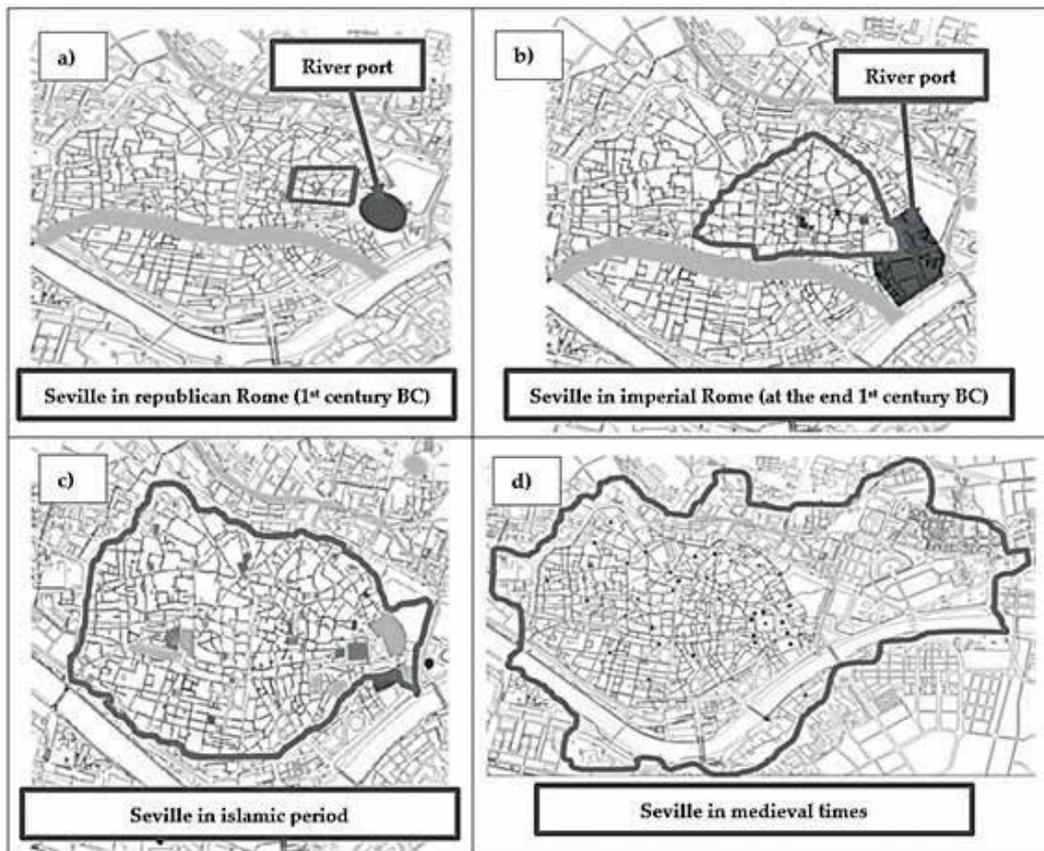 a)
River port
Seville in republican Rome (1st century BC)
b)
River port
Seville in imperial Rome (at the end 1st century BC)
c)
Seville in islamic period
d)
Seville in medieval times